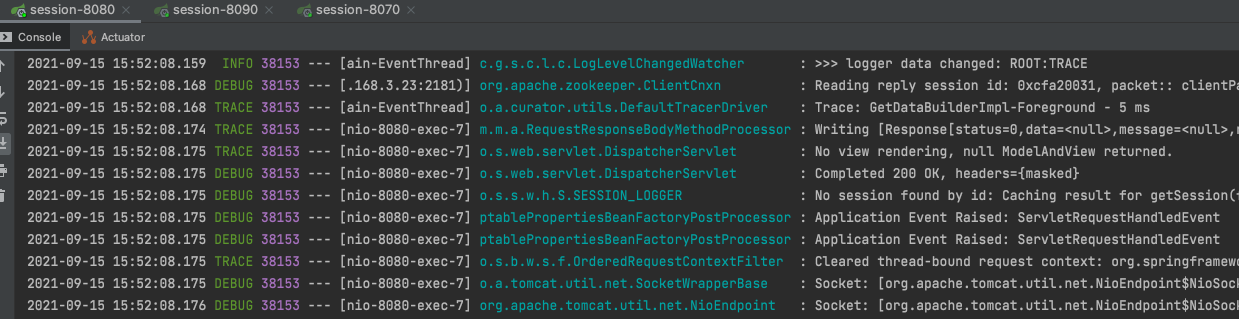 session-8080 × session-8090 × session-8070 ×
Console Actuator
2021-09-15 15:52:08.159  INFO 38153 --- [ain-EventThread] c.g.s.c.l.c.LogLevelChangedWatcher       : >>> logger data changed: ROOT:TRACE
2021-09-15 15:52:08.168 DEBUG 38153 --- [.168.3.23:2181)] org.apache.zookeeper.ClientCnxn          : Reading reply session id: 0xcfa20031, packet:: clientPa
2021-09-15 15:52:08.168 TRACE 38153 --- [ain-EventThread] o.a.curator.utils.DefaultTracerDriver    : Trace: GetDataBuilderImpl-Foreground - 5 ms
2021-09-15 15:52:08.174 TRACE 38153 --- [nio-8080-exec-7] m.m.a.RequestResponseBodyMethodProcessor : Writing [Response[status=0,data=<null>,message=<null>,
2021-09-15 15:52:08.175 TRACE 38153 --- [nio-8080-exec-7] o.s.web.servlet.DispatcherServlet        : No view rendering, null ModelAndView returned.
2021-09-15 15:52:08.175 DEBUG 38153 --- [nio-8080-exec-7] o.s.web.servlet.DispatcherServlet        : Completed 200 OK, headers={masked}
2021-09-15 15:52:08.175 DEBUG 38153 --- [nio-8080-exec-7] o.s.s.w.h.S.SESSION_LOGGER               : No session found by id: Caching result for getSession(
2021-09-15 15:52:08.175 DEBUG 38153 --- [nio-8080-exec-7] ptablePropertiesBeanFactoryPostProcessor : Application Event Raised: ServletRequestHandledEvent
2021-09-15 15:52:08.175 DEBUG 38153 --- [nio-8080-exec-7] ptablePropertiesBeanFactoryPostProcessor : Application Event Raised: ServletRequestHandledEvent
2021-09-15 15:52:08.175 TRACE 38153 --- [nio-8080-exec-7] o.s.b.w.s.f.OrderedRequestContextFilter  : Cleared thread-bound request context: org.springframew
2021-09-15 15:52:08.175 DEBUG 38153 --- [nio-8080-exec-7] o.a.tomcat.util.net.SocketWrapperBase    : Socket: [org.apache.tomcat.util.net.NioEndpoint$NioSoc
2021-09-15 15:52:08.176 DEBUG 38153 --- [nio-8080-exec-7] org.apache.tomcat.util.net.NioEndpoint   : Socket: [org.apache.tomcat.util.net.NioEndpoint$NioSoc